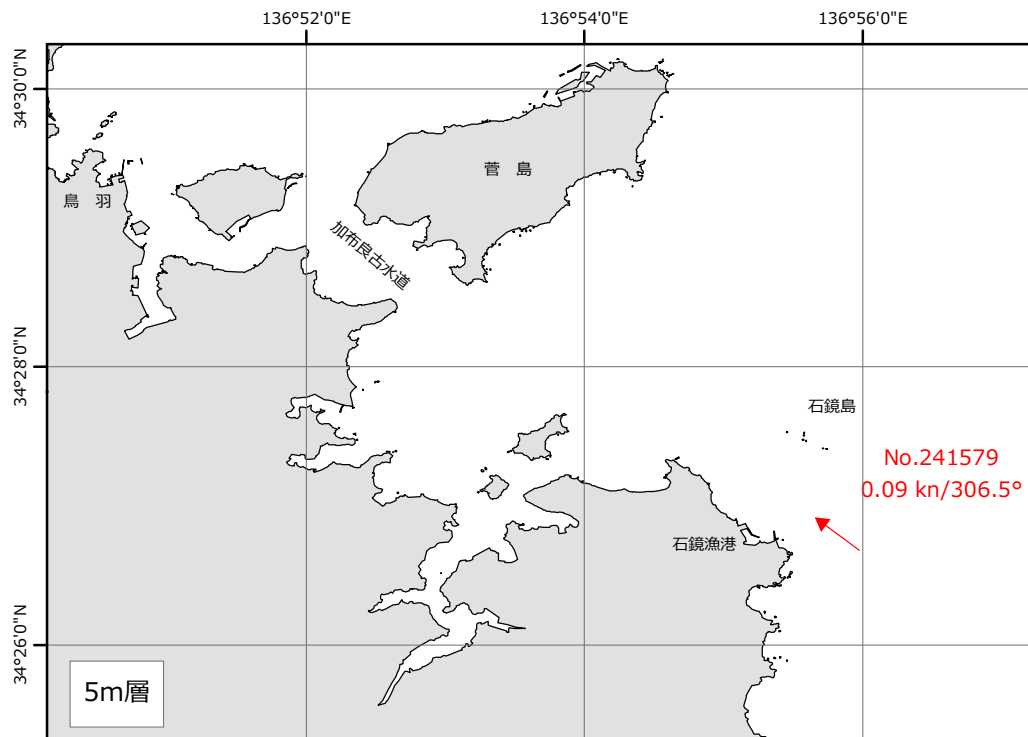 136°52'0"E
136°54'0"E
136°56'0"E
34°30'0"N
菅 島
鳥 羽
加布良古水道
34°28'0"N
石鏡島
No.241579
0.09 kn/306.5°
石鏡漁港
34°26'0"N
5m層